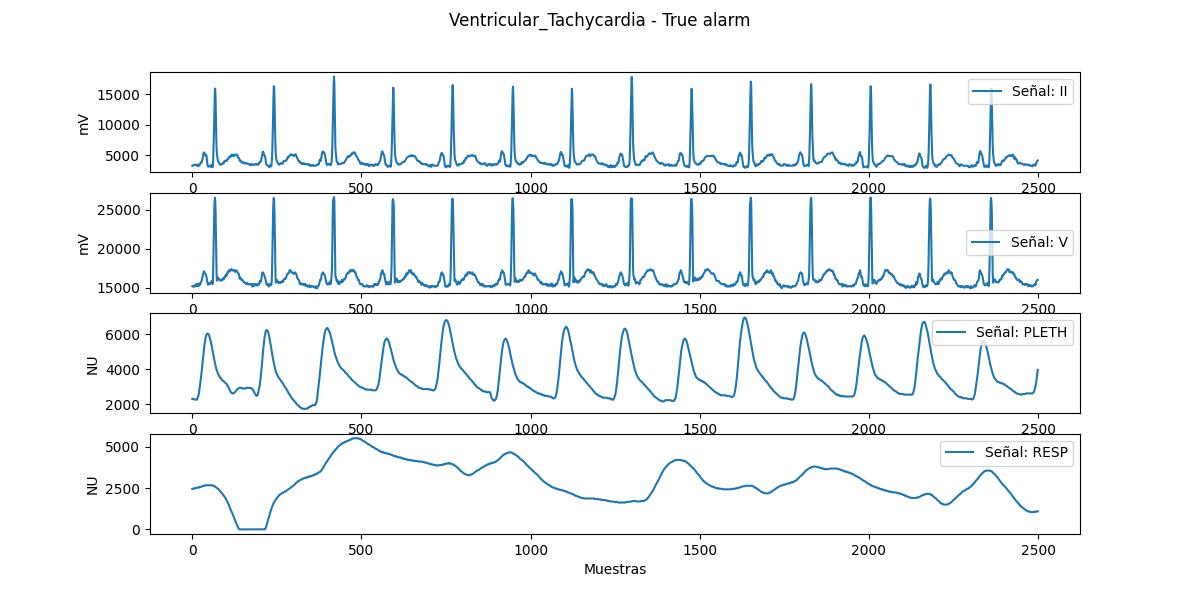 Ventricular_Tachycardia - True alarm
15000
10000
5000
mV
Señal: II
0 500 1000 1500 2000 2500
25000
20000
15000
mV
Señal: V
0 500 1000 1500 2000 2500
6000
4000
2000
NU
Señal: PLETH
0 500 1000 1500 2000 2500
5000
2500
0
NU
Señal: RESP
0 500 1000 1500 2000 2500
Muestras